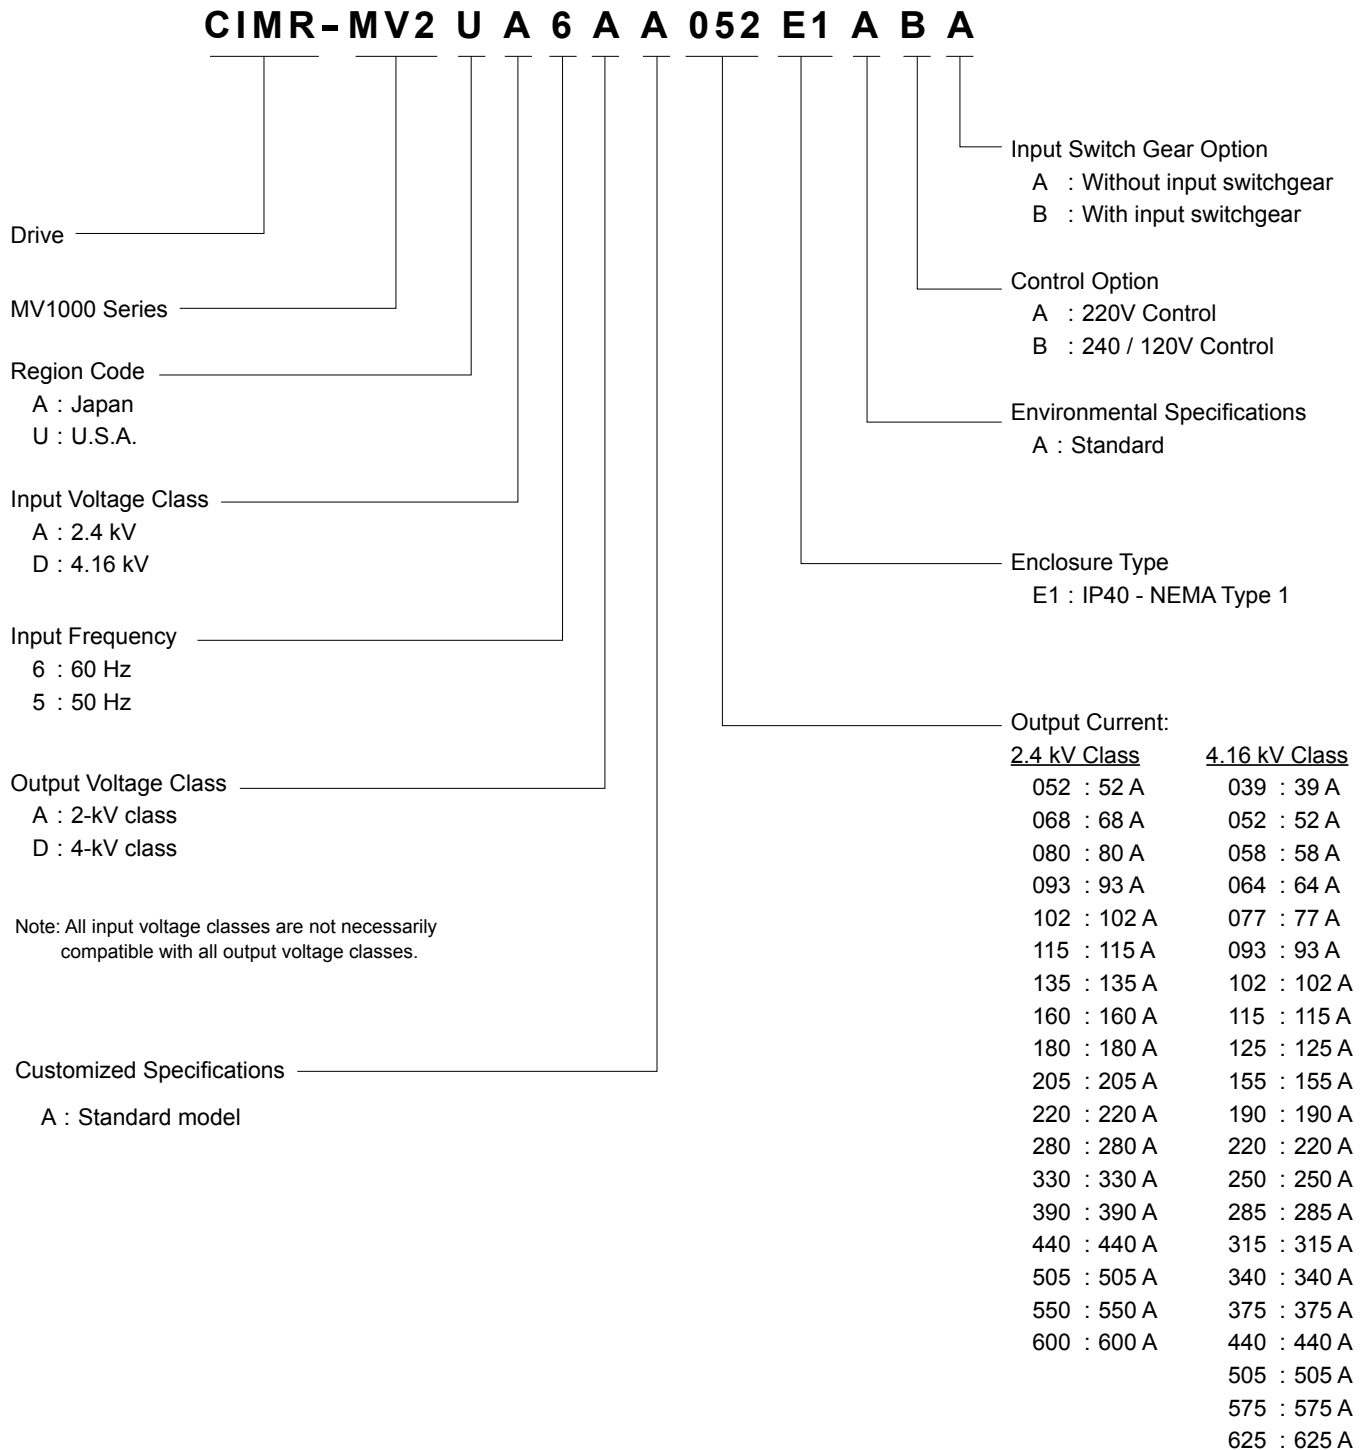 CIMR-MV2 U A 6 A A 052 E1 A B A
Drive
MV1000 Series
Region Code
A : Japan
U : U.S.A.
Input Voltage Class
A : 2.4 kV
D : 4.16 kV
Input Frequency
6 : 60 Hz
5 : 50 Hz
Output Voltage Class
A : 2-kV class
D : 4-kV class
Note: All input voltage classes are not necessarily
compatible with all output voltage classes.
Customized Specifications
A : Standard model
Input Switch Gear Option
A : Without input switchgear
B : With input switchgear
Control Option
A : 220V Control
B : 240 / 120V Control
Environmental Specifications
A : Standard
Enclosure Type
E1 : IP40 - NEMA Type 1
Output Current:
2.4 kV Class 4.16 kV Class
052 : 52 A 039 : 39 A
068 : 68 A 052 : 52 A
080 : 80 A 058 : 58 A
093 : 93 A 064 : 64 A
102 : 102 A 077 : 77 A
115 : 115 A 093 : 93 A
135 : 135 A 102 : 102 A
160 : 160 A 115 : 115 A
180 : 180 A 125 : 125 A
205 : 205 A 155 : 155 A
220 : 220 A 190 : 190 A
280 : 280 A 220 : 220 A
330 : 330 A 250 : 250 A
390 : 390 A 285 : 285 A
440 : 440 A 315 : 315 A
505 : 505 A 340 : 340 A
550 : 550 A 375 : 375 A
600 : 600 A 440 : 440 A
505 : 505 A
575 : 575 A
625 : 625 A